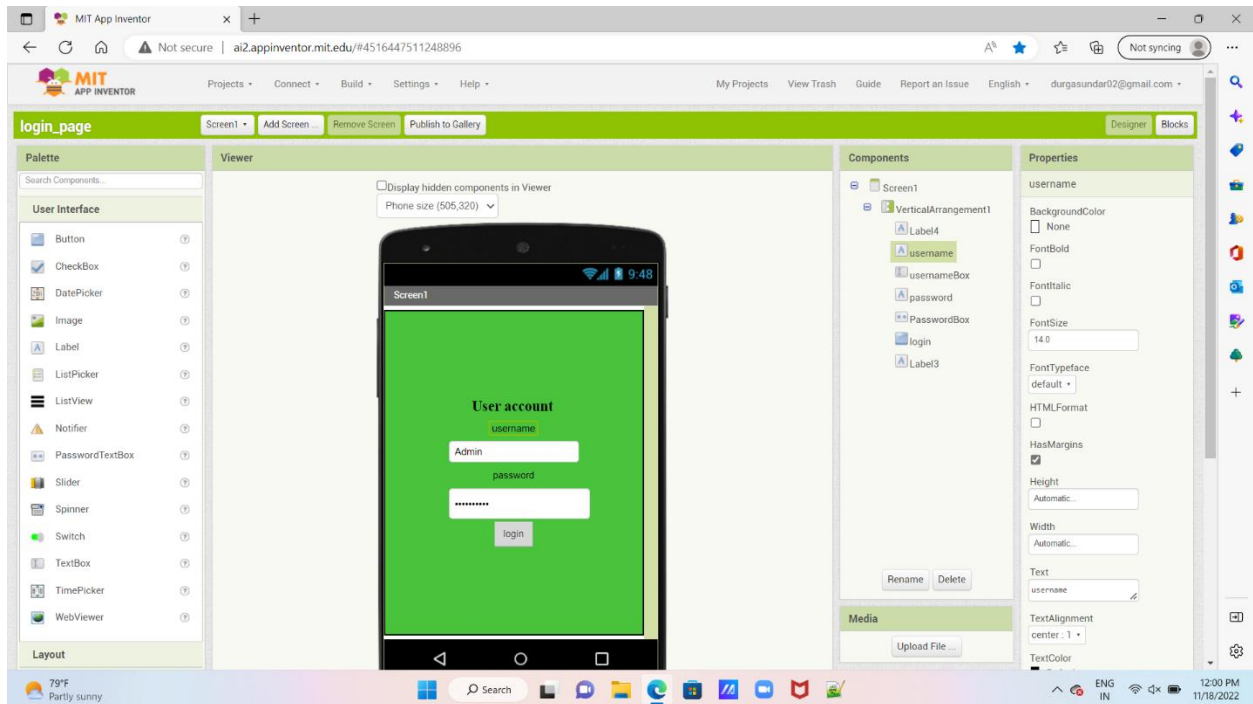 MIT App Inventor
Not secure | ai2.appinventor.mit.edu/#4516447511248896
Not syncing
MIT
APP INVENTOR
Projects Connect Build Settings Help My Projects View Trash Guide Report an Issue English durgasundar02@gmail.com
login_page Screen1 Add Screen ... Remove Screen Publish to Gallery Designer Blocks
Palette
Search Components...
User Interface
Button
CheckBox
DatePicker
Image
Label
ListPicker
ListView
Notifier
PasswordTextBox
Slider
Spinner
Switch
TextBox
TimePicker
WebViewer
Layout
Viewer
Display hidden components in Viewer
Phone size (505,320)
9:48
Screen1
User account
username
Admin
password
••••••••••
login
Components
Screen1
VerticalArrangement1
Label4
username
usernameBox
password
PasswordBox
login
Label3
Rename Delete
Media
Upload File ...
Properties
username
BackgroundColor
None
FontBold
FontItalic
FontSize
14.0
FontTypeface
default
HTMLFormat
HasMargins
Height
Automatic...
Width
Automatic...
Text
username
TextAlignment
center : 1
TextColor
79°F
Partly sunny
Search
ENG
IN
12:00 PM
11/18/2022